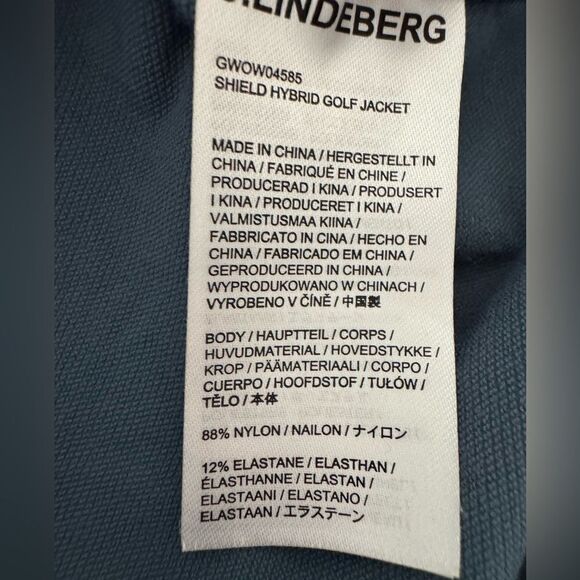 J.LINDEBERG
GWOW04585
SHIELD HYBRID GOLF JACKET
MADE IN CHINA / HERGESTELLT IN
CHINA / FABRIQUÉ EN CHINE /
PRODUCERAD I KINA / PRODUSERT
I KINA / PRODUCERET I KINA /
VALMISTUSMAA KIINA /
FABBRICATO IN CINA / HECHO EN
CHINA / FABRICADO EM CHINA /
GEPRODUCEERD IN CHINA /
WYPRODUKOWANO W CHINACH /
VYROBENO V ČÍNĚ / 中国製
BODY / HAUPTTEIL / CORPS /
HUVUDMATERIAL / HOVEDSTYKKE /
KROP / PÄÄMATERIAALI / CORPO /
CUERPO / HOOFDSTOF / TUŁÓW /
TĚLO / 本体
88% NYLON / NAILON / ナイロン
12% ELASTANE / ELASTHAN /
ÉLASTHANNE / ELASTAN /
ELASTAANI / ELASTANO /
ELASTAAN / エラステーン